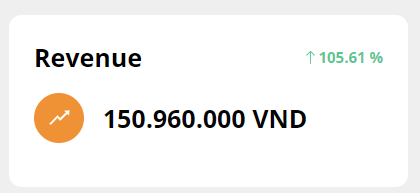 Revenue
↑ 105.61 %
150.960.000 VND